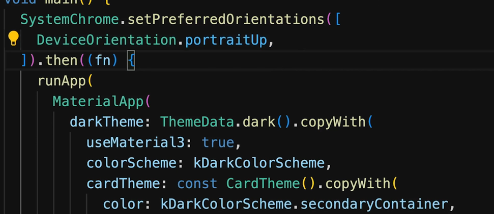 void main() {
SystemChrome.setPreferredOrientations([
DeviceOrientation.portraitUp,
]).then((fn) {
runApp(
MaterialApp(
darkTheme: ThemeData.dark().copyWith(
useMaterial3: true,
colorScheme: kDarkColorScheme,
cardTheme: const CardTheme().copyWith(
color: kDarkColorScheme.secondaryContainer,